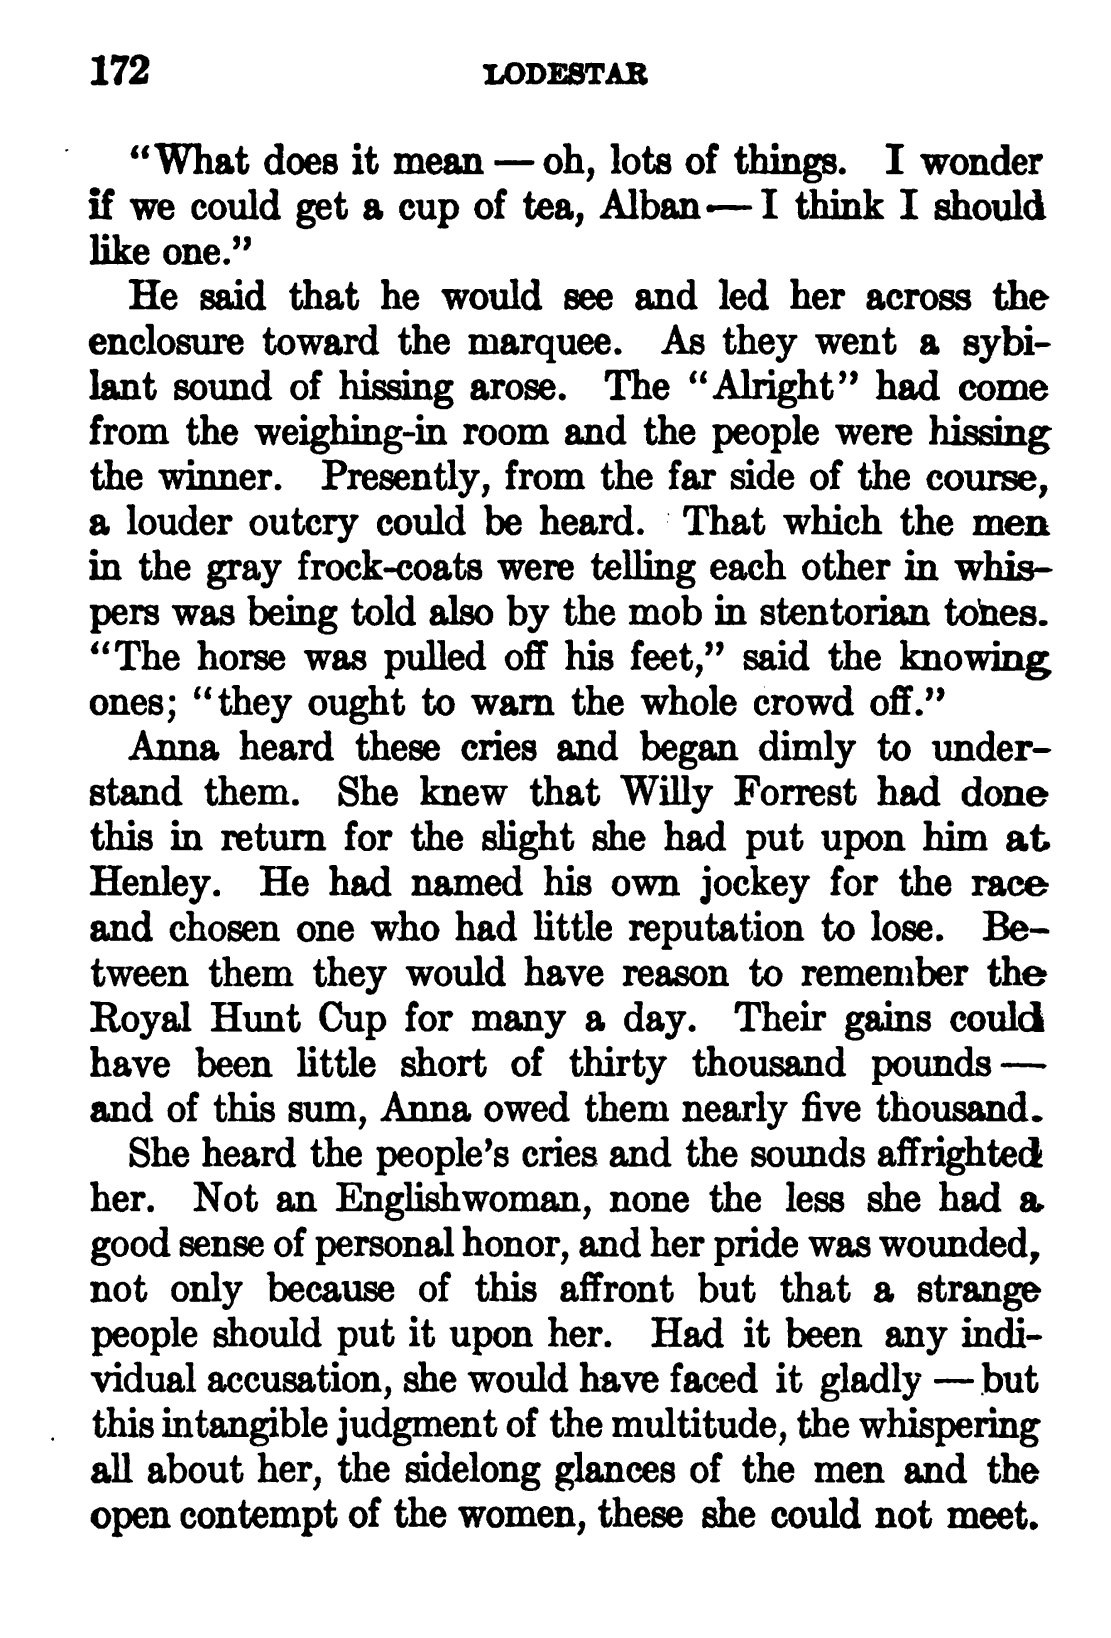 172 LODESTAR
“What does it mean — oh, lots of things. I wonder
if we could get a cup of tea, Alban — I think I should
like one.”
He said that he would see and led her across the
enclosure toward the marquee. As they went a sybi-
lant sound of hissing arose. The “Alright” had come
from the weighing-in room and the people were hissing
the winner. Presently, from the far side of the course,
a louder outcry could be heard. That which the men
in the gray frock-coats were telling each other in whis-
pers was being told also by the mob in stentorian tones.
“The horse was pulled off his feet,” said the knowing
ones; “they ought to warn the whole crowd off.”
Anna heard these cries and began dimly to under-
stand them. She knew that Willy Forrest had done
this in return for the slight she had put upon him at
Henley. He had named his own jockey for the race
and chosen one who had little reputation to lose. Be-
tween them they would have reason to remember the
Royal Hunt Cup for many a day. Their gains could
have been little short of thirty thousand pounds —
and of this sum, Anna owed them nearly five thousand.
She heard the people’s cries and the sounds affrighted
her. Not an Englishwoman, none the less she had a
good sense of personal honor, and her pride was wounded,
not only because of this affront but that a strange
people should put it upon her. Had it been any indi-
vidual accusation, she would have faced it gladly — but
this intangible judgment of the multitude, the whispering
all about her, the sidelong glances of the men and the
open contempt of the women, these she could not meet.